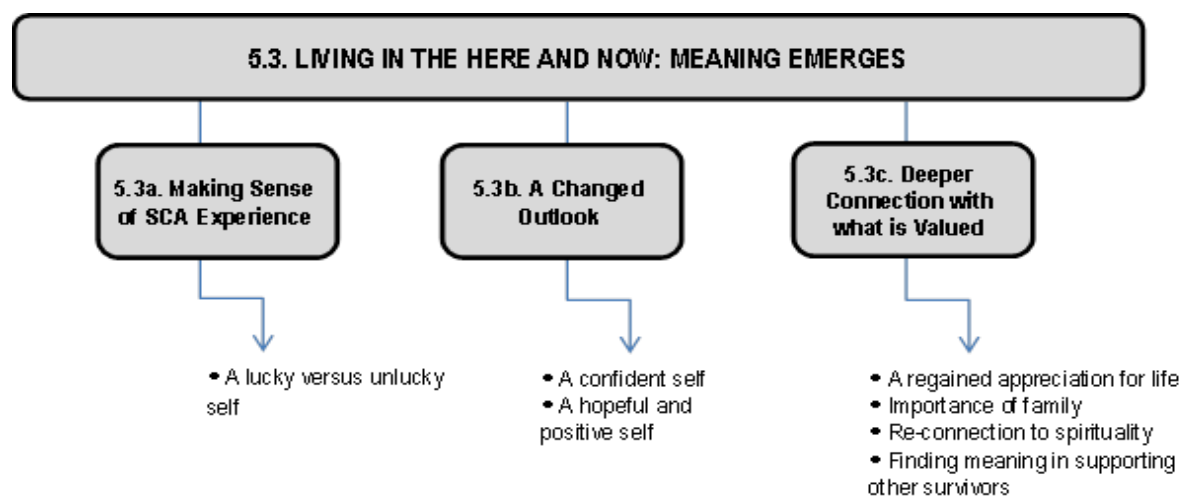 5.3. LIVING IN THE HERE AND NOW: MEANING EMERGES
5.3a. Making Sense
of SCA Experience
5.3b. A Changed
Outlook
5.3c. Deeper
Connection with
what is Valued
• A lucky versus unlucky
self
• A confident self
• A hopeful and
positive self
• A regained appreciation for life
• Importance of family
• Re-connection to spirituality
• Finding meaning in supporting
other survivors